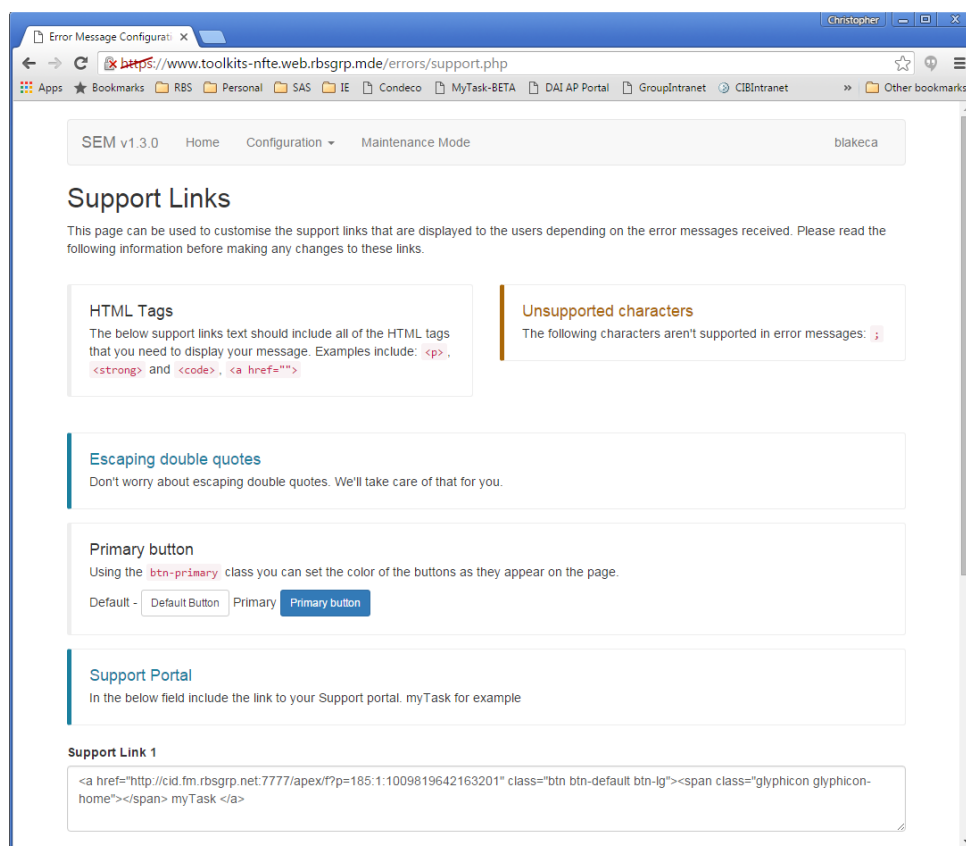 Christopher
Error Message Configurati
https://www.toolkits-nfte.web.rbsgrp.mde/errors/support.php
Apps Bookmarks RBS Personal SAS IE Condeco MyTask-BETA DAI AP Portal GroupIntranet CIBIntranet » Other bookmarks
SEM v1.3.0 Home Configuration Maintenance Mode blakeca
Support Links
This page can be used to customise the support links that are displayed to the users depending on the error messages received. Please read the
following information before making any changes to these links.
HTML Tags
The below support links text should include all of the HTML tags
that you need to display your message. Examples include: <p> ,
<strong> and <code> , <a href="">
Unsupported characters
The following characters aren't supported in error messages: ;
Escaping double quotes
Don't worry about escaping double quotes. We'll take care of that for you.
Primary button
Using the btn-primary class you can set the color of the buttons as they appear on the page.
Default - Default Button Primary Primary button
Support Portal
In the below field include the link to your Support portal. myTask for example
Support Link 1
<a href="http://cid.fm.rbsgrp.net:7777/apex/f?p=185:1:1009819642163201" class="btn btn-default btn-lg"><span class="glyphicon glyphicon-
home"></span> myTask </a>